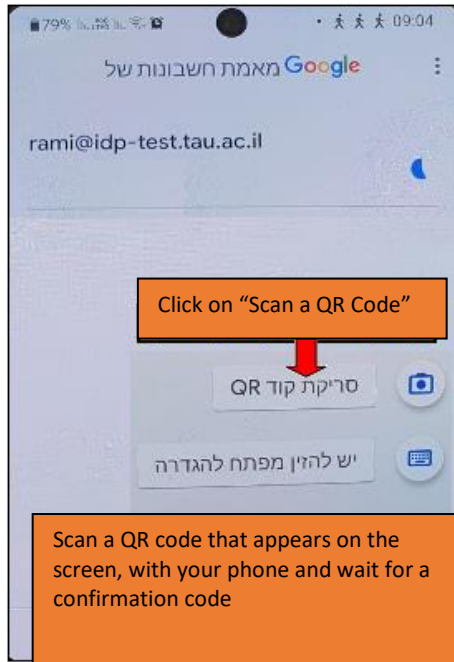 79% 09:04
מאמת חשבונות של Google
rami@idp-test.tau.ac.il
Click on “Scan a QR Code”
סריקת קוד QR
יש להזין מפתח להגדרה
Scan a QR code that appears on the
screen, with your phone and wait for a
confirmation code